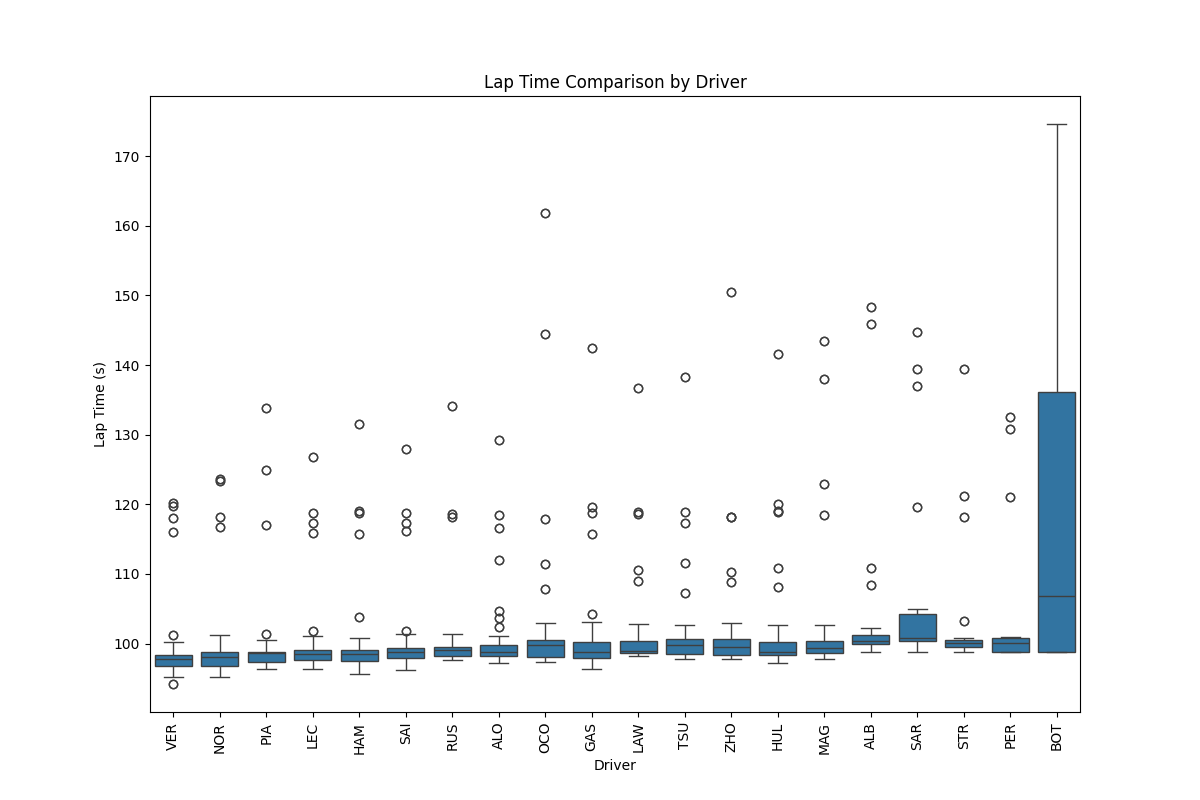 Lap Time Comparison by Driver
170
160
150
140
130
120
110
100
Lap Time (s)
VER
NOR
PIA
LEC
HAM
SAI
RUS
ALO
OCO
GAS
LAW
TSU
ZHO
HUL
MAG
ALB
SAR
STR
PER
BOT
Driver